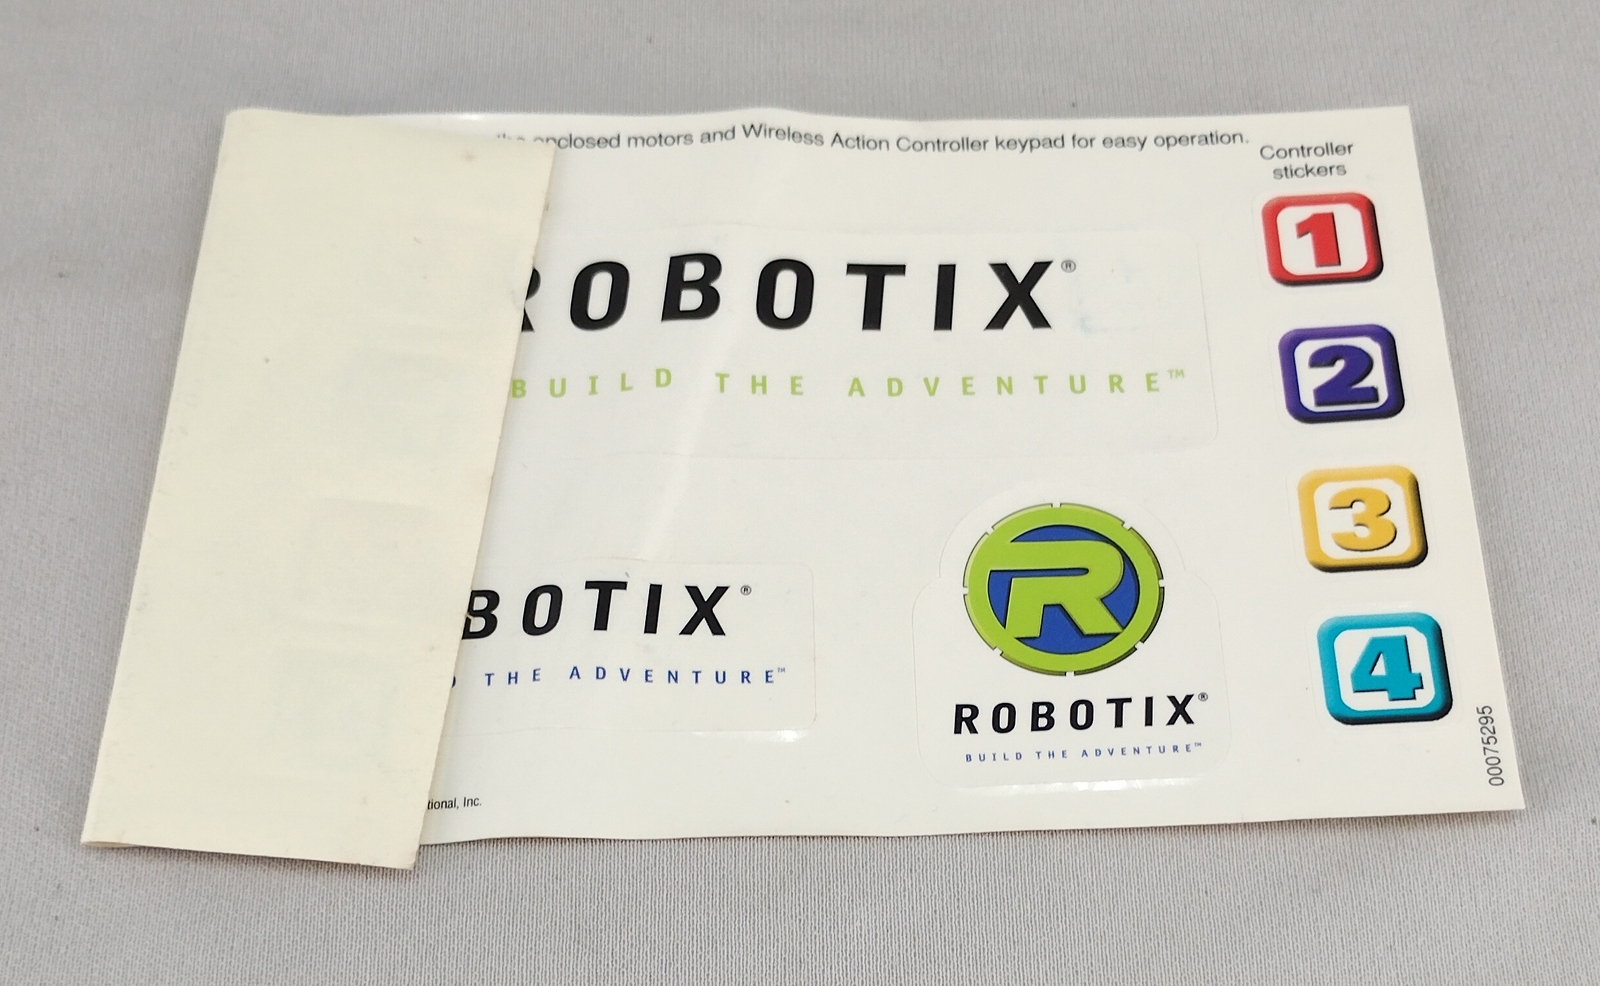 enclosed motors and Wireless Action Controller keypad for easy operation.
Controller
stickers
1
ROBOTIX®
BUILD THE ADVENTURE™
2
3
BOTIX®
THE ADVENTURE™
R
ROBOTIX®
BUILD THE ADVENTURE™
4
00075295
tional, Inc.